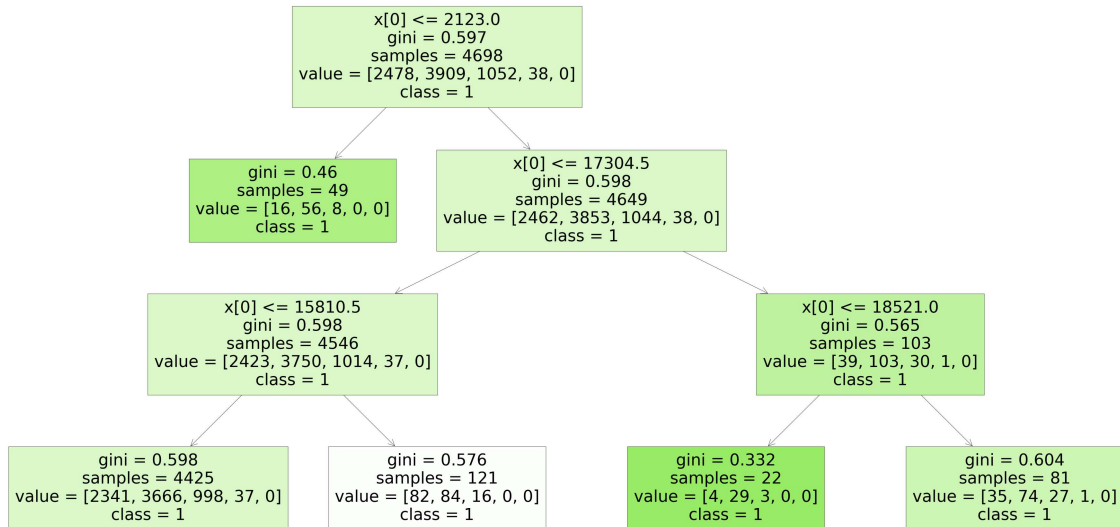 x[0] <= 2123.0
gini = 0.597
samples = 4698
value = [2478, 3909, 1052, 38, 0]
class = 1
gini = 0.46
samples = 49
value = [16, 56, 8, 0, 0]
class = 1
x[0] <= 17304.5
gini = 0.598
samples = 4649
value = [2462, 3853, 1044, 38, 0]
class = 1
x[0] <= 15810.5
gini = 0.598
samples = 4546
value = [2423, 3750, 1014, 37, 0]
class = 1
x[0] <= 18521.0
gini = 0.565
samples = 103
value = [39, 103, 30, 1, 0]
class = 1
gini = 0.598
samples = 4425
value = [2341, 3666, 998, 37, 0]
class = 1
gini = 0.576
samples = 121
value = [82, 84, 16, 0, 0]
class = 1
gini = 0.332
samples = 22
value = [4, 29, 3, 0, 0]
class = 1
gini = 0.604
samples = 81
value = [35, 74, 27, 1, 0]
class = 1